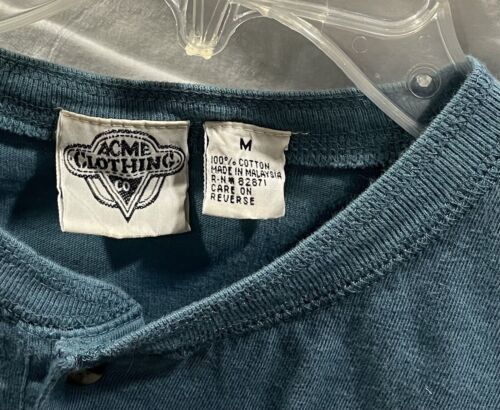 ACME
CLOTHING
CO
M
100% COTTON
MADE IN MALAYSIA
R-N# 82871
CARE ON
REVERSE